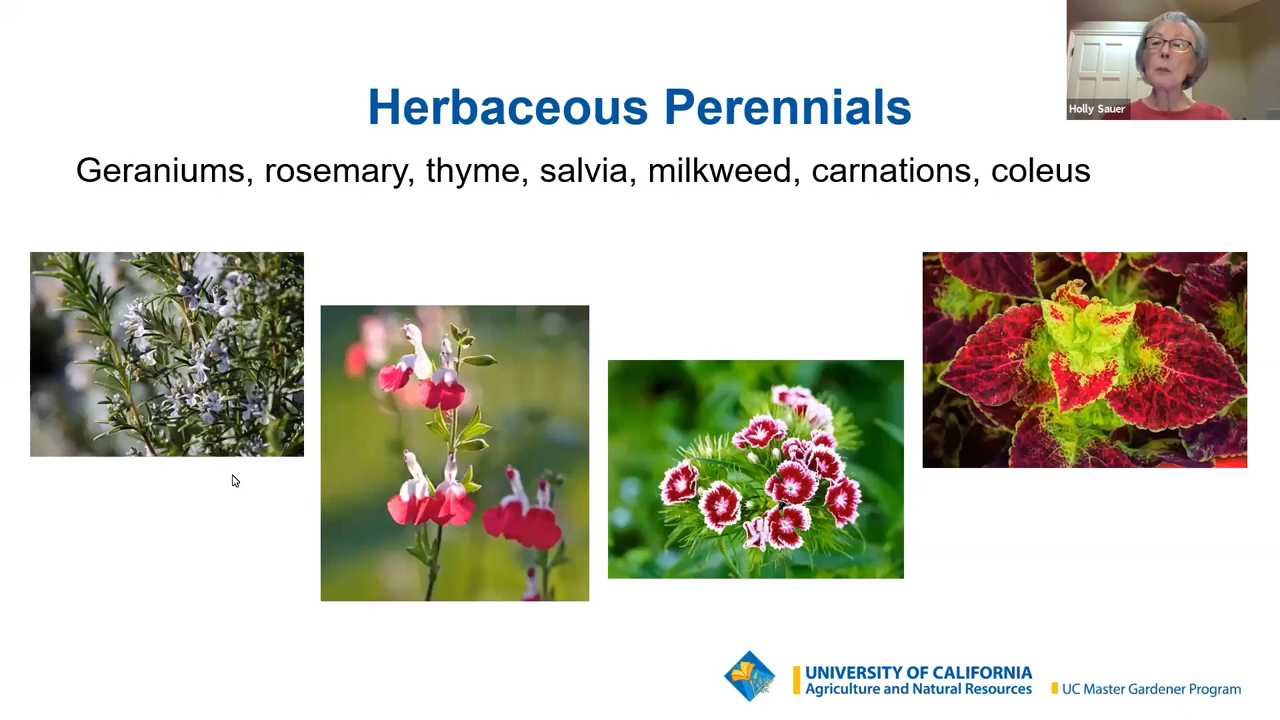 Herbaceous Perennials
Holly Sauer
Geraniums, rosemary, thyme, salvia, milkweed, carnations, coleus
UNIVERSITY OF CALIFORNIA
Agriculture and Natural Resources
UC Master Gardener Program